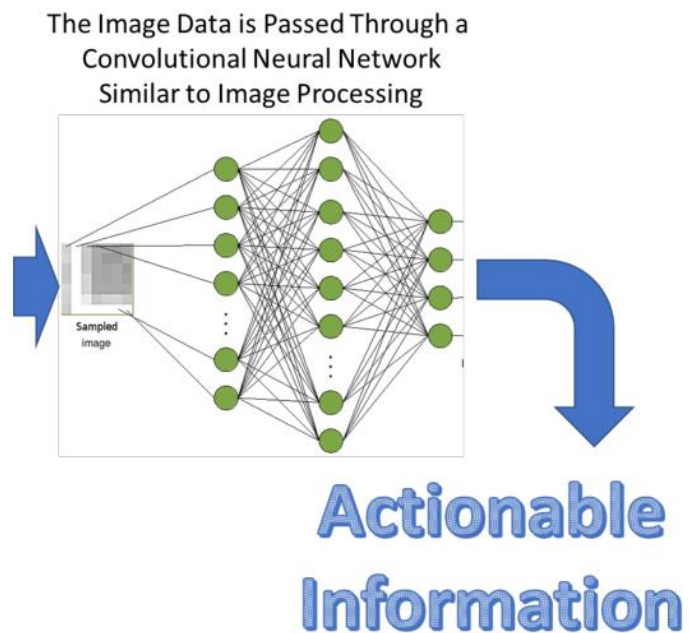 The Image Data is Passed Through a
Convolutional Neural Network
Similar to Image Processing
Sampled
image
Actionable
Information